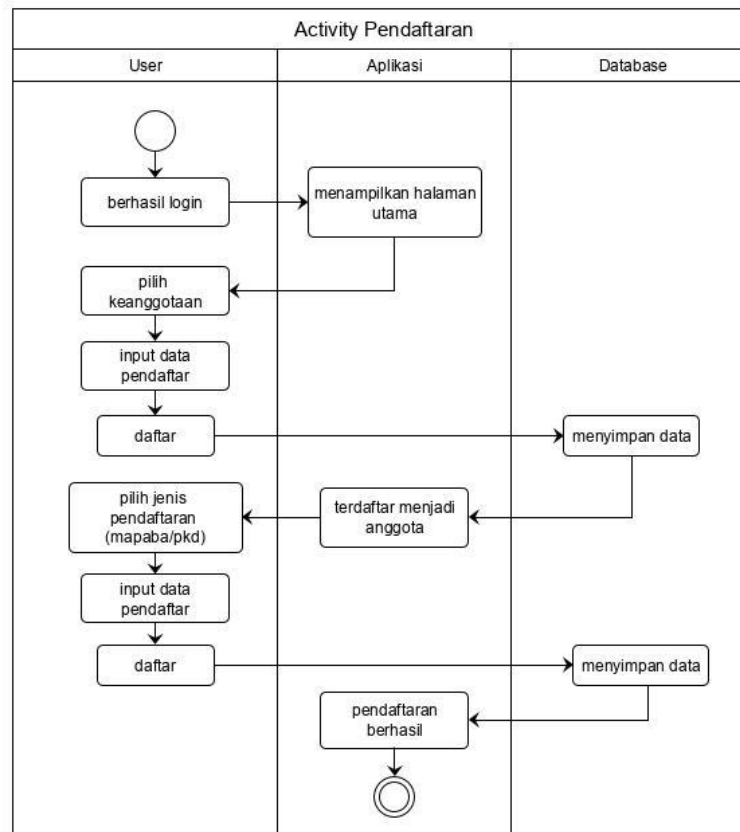 Activity Pendaftaran
User
Aplikasi
Database
berhasil login
menampilkan halaman
utama
pilih
keanggotaan
input data
pendaftar
daftar
menyimpan data
terdaftar menjadi
anggota
pilih jenis
pendaftaran
(mapaba/pkd)
input data
pendaftar
daftar
menyimpan data
pendaftaran
berhasil